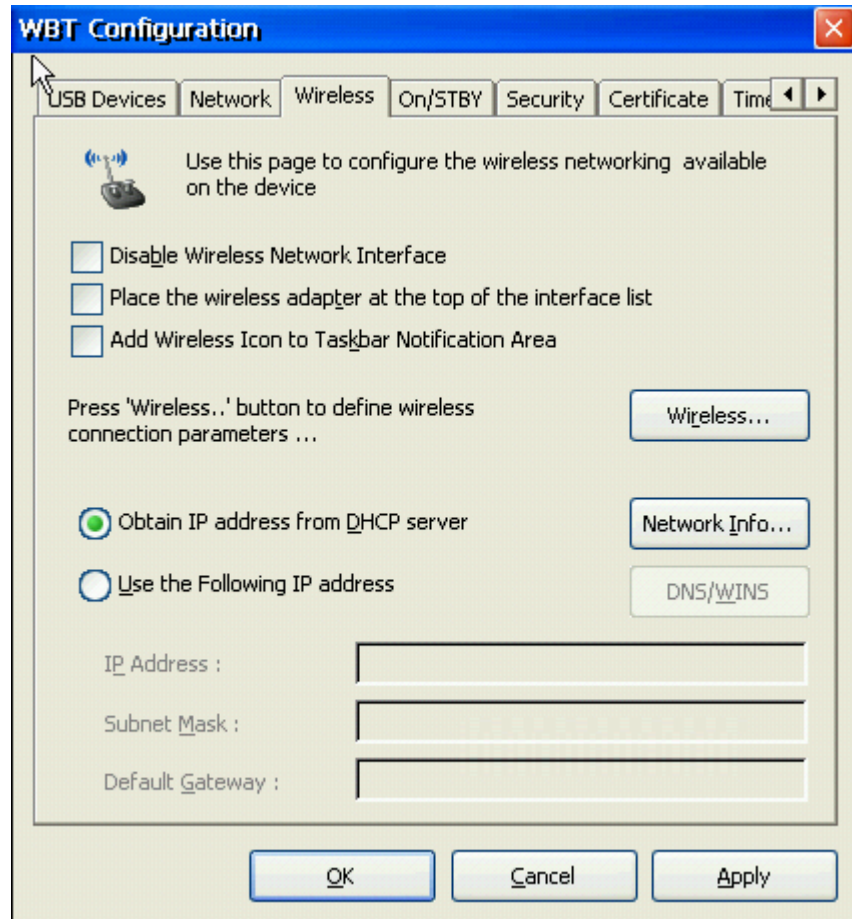 WBT Configuration
USB Devices Network Wireless On/STBY Security Certificate Time
Use this page to configure the wireless networking available
on the device
Disable Wireless Network Interface
Place the wireless adapter at the top of the interface list
Add Wireless Icon to Taskbar Notification Area
Press 'Wireless..' button to define wireless
connection parameters ...
Wireless...
Obtain IP address from DHCP server
Network Info...
Use the Following IP address
DNS/WINS
IP Address :
Subnet Mask :
Default Gateway :
OK Cancel Apply